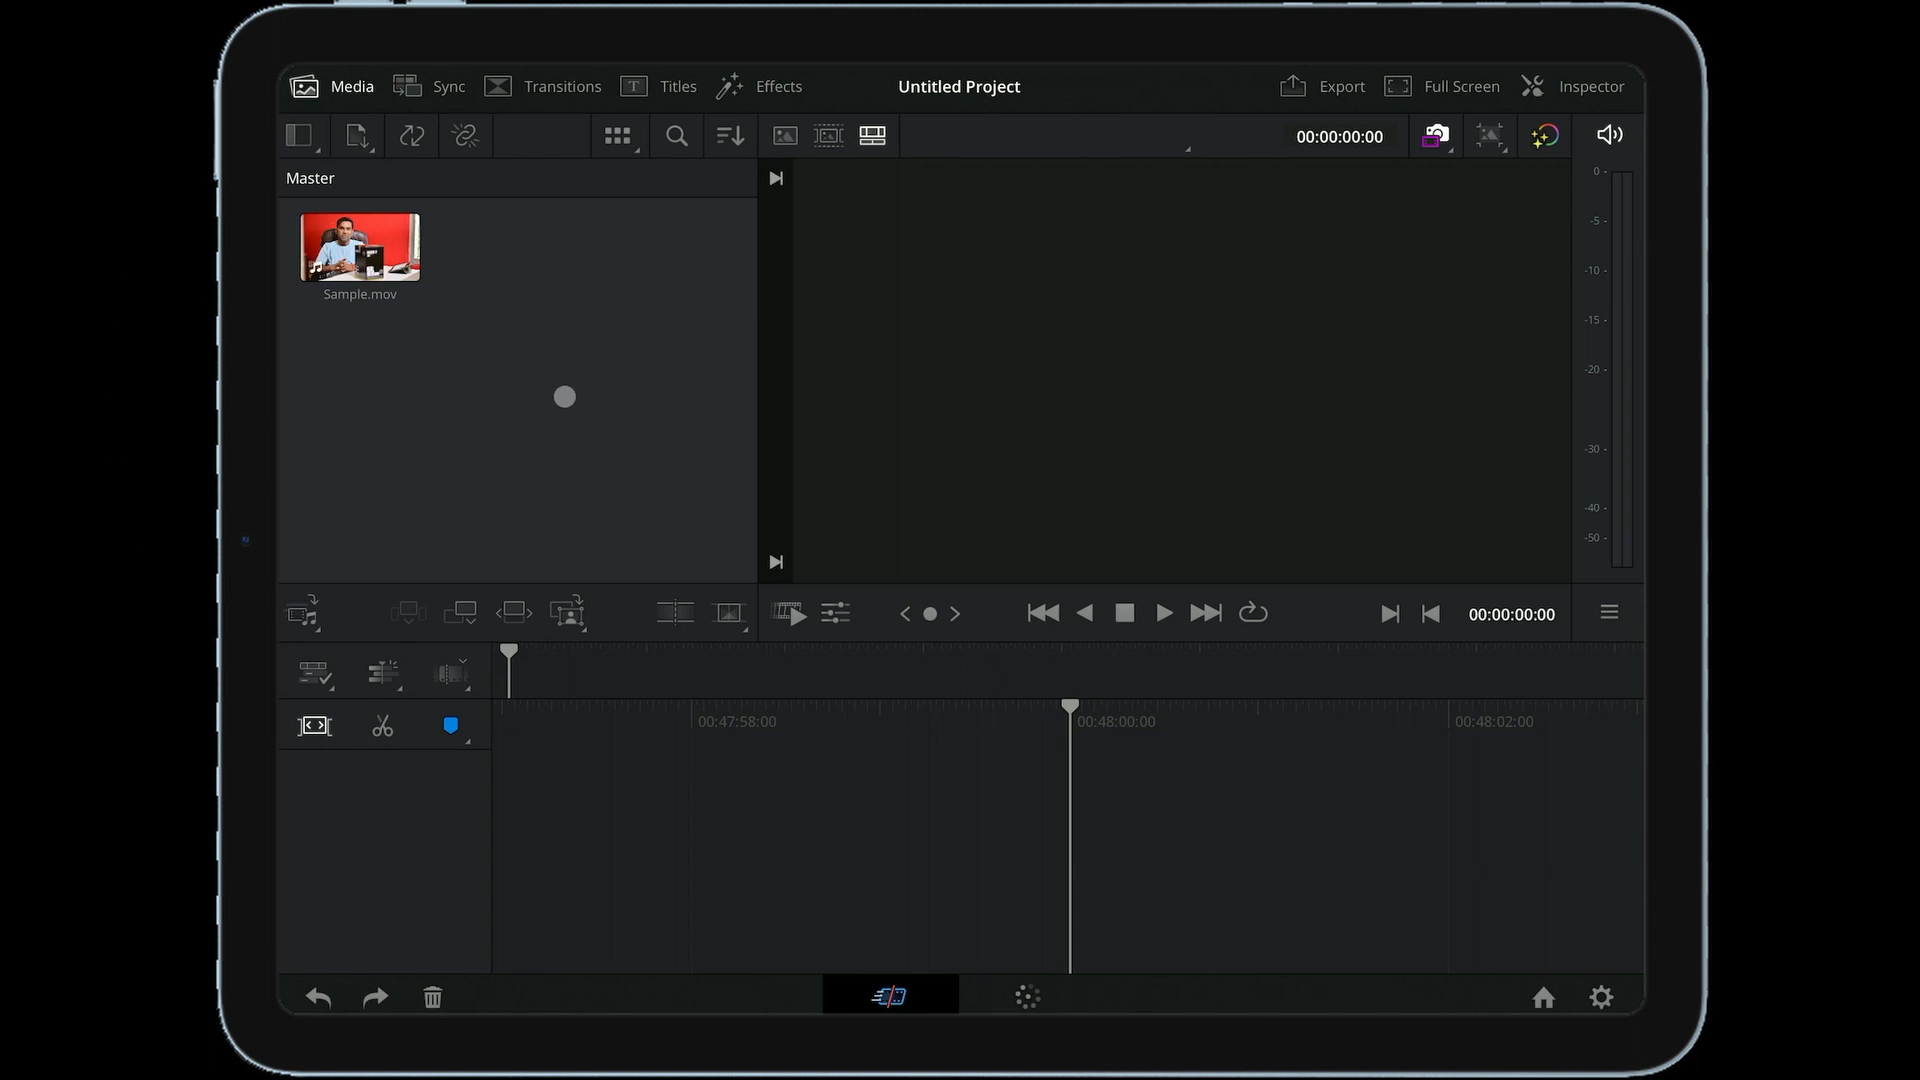 Media Sync Transitions T Titles Effects Untitled Project Export Full Screen Inspector
00:00:00:00
Master
0
-5
-10
-15
-20
-30
-40
-50
Sample.mov
00:00:00:00
00:47:58:00 00:48:00:00 00:48:02:00